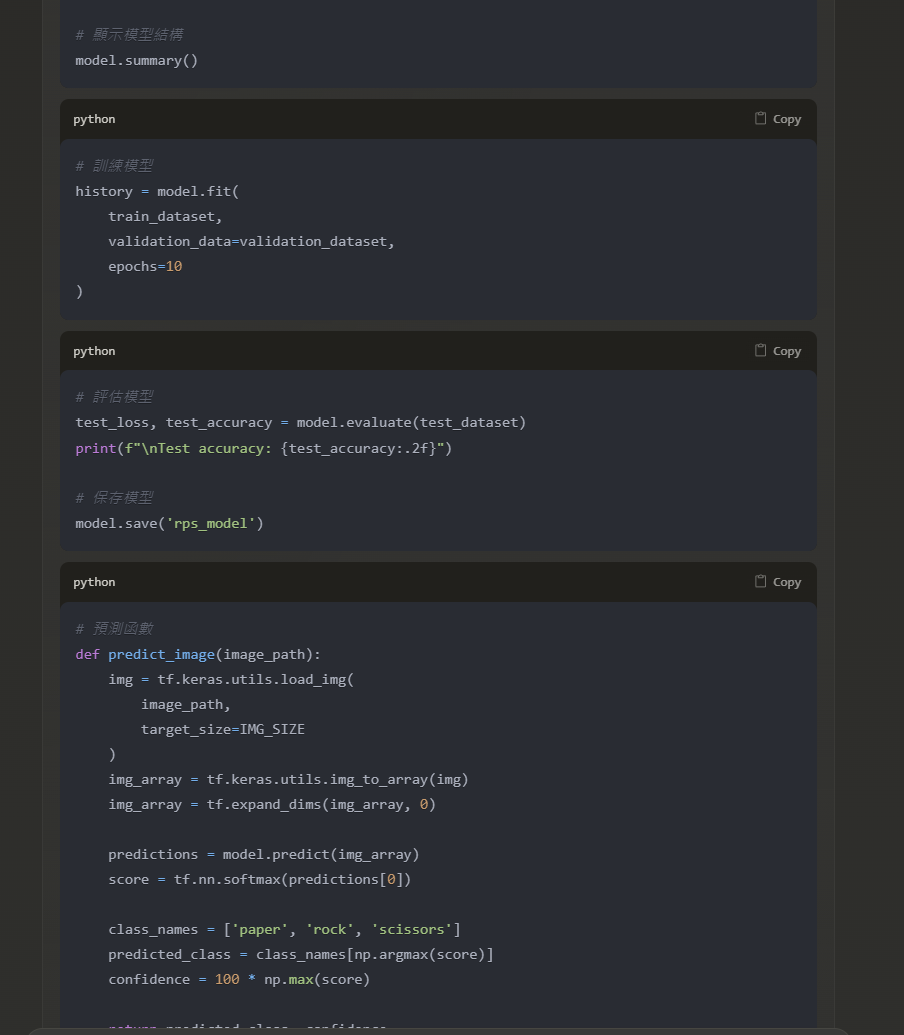 # 顯示模型結構
model.summary()
python
Copy
# 訓練模型
history = model.fit(
    train_dataset,
    validation_data=validation_dataset,
    epochs=10
)
python
Copy
# 評估模型
test_loss, test_accuracy = model.evaluate(test_dataset)
print(f"\nTest accuracy: {test_accuracy:.2f}")
# 保存模型
model.save('rps_model')
python
Copy
# 預測函數
def predict_image(image_path):
    img = tf.keras.utils.load_img(
        image_path,
        target_size=IMG_SIZE
    )
    img_array = tf.keras.utils.img_to_array(img)
    img_array = tf.expand_dims(img_array, 0)
    predictions = model.predict(img_array)
    score = tf.nn.softmax(predictions[0])
    class_names = ['paper', 'rock', 'scissors']
    predicted_class = class_names[np.argmax(score)]
    confidence = 100 * np.max(score)
    return predicted_class, confidence